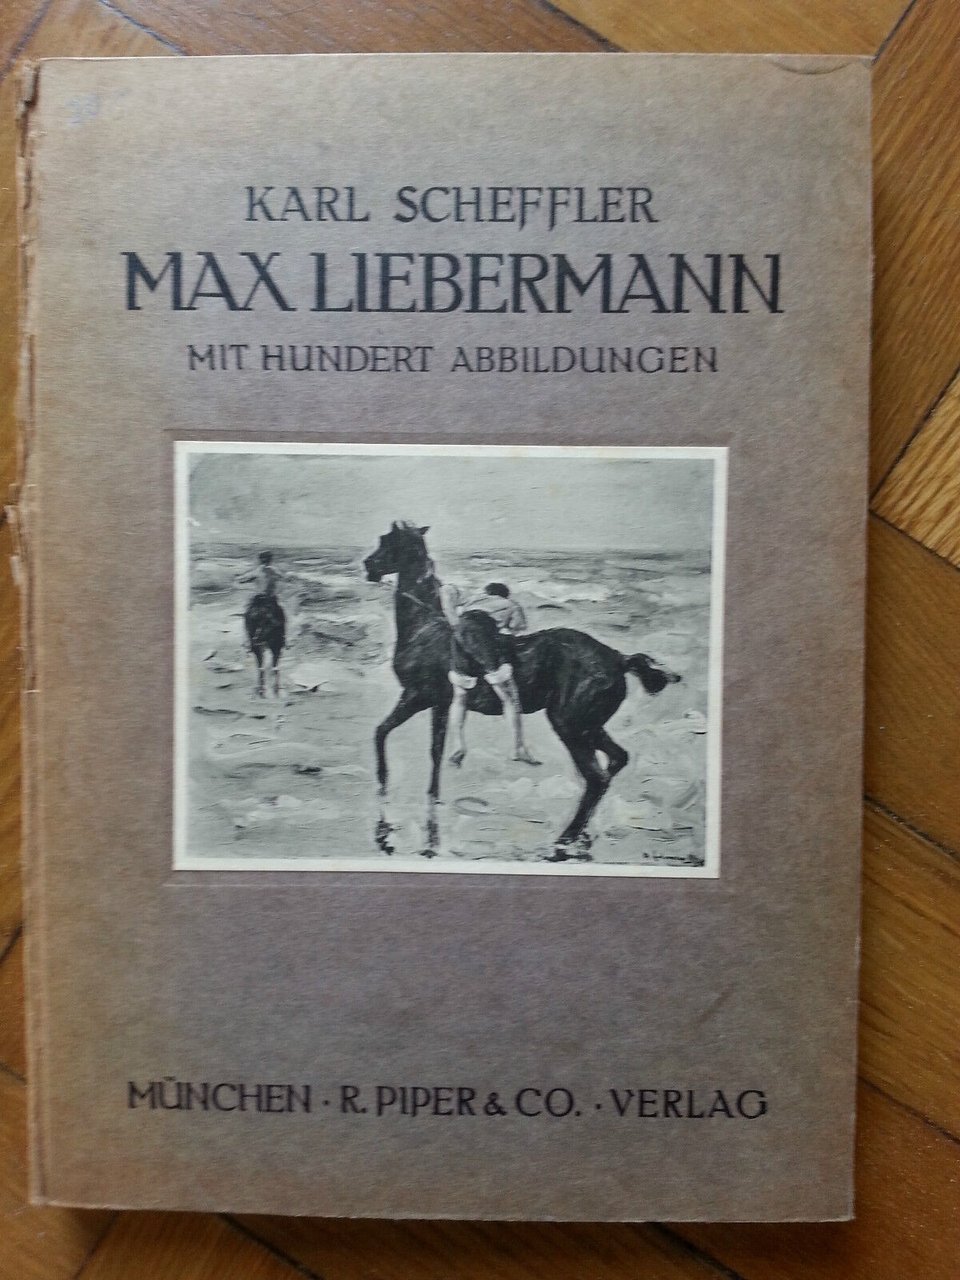 KARL SCHEFFLER
MAX LIEBERMANN
MIT HUNDERT ABBILDUNGEN
MÜNCHEN · R. PIPER & CO. · VERLAG